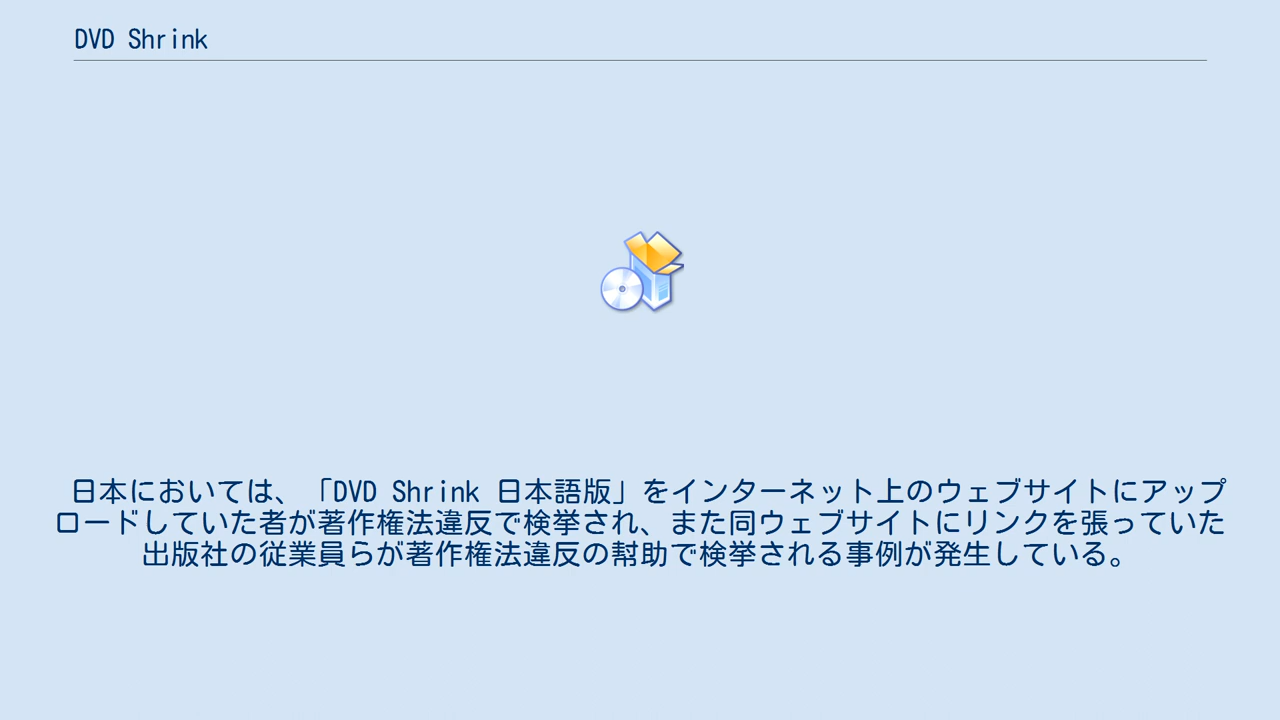 DVD Shrink
日本においては、「DVD Shrink 日本語版」をインターネット上のウェブサイトにアップ
ロードしていた者が著作権法違反で検挙され、また同ウェブサイトにリンクを張っていた
出版社の従業員らが著作権法違反の幇助で検挙される事例が発生している。